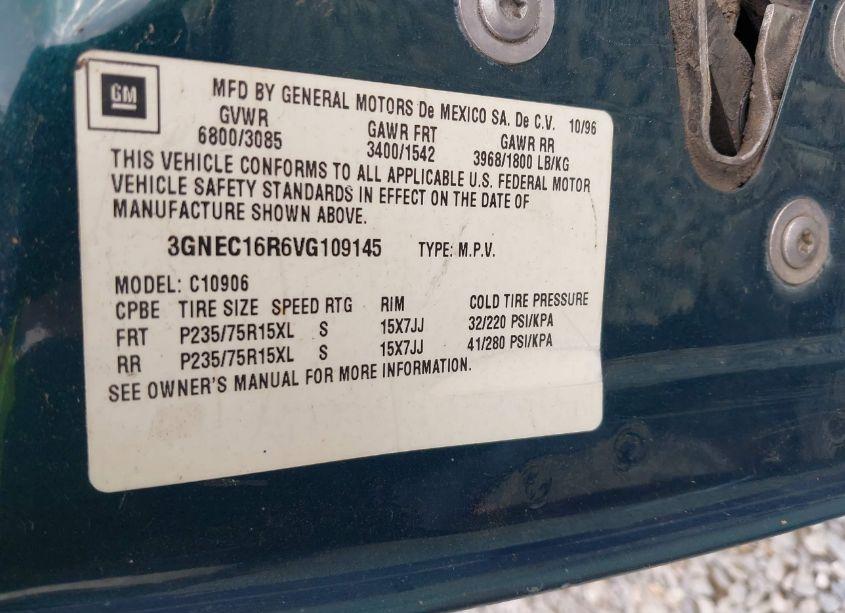 GM
MFD BY GENERAL MOTORS De MEXICO SA. De C.V. 10/96
GVWR GAWR FRT GAWR RR
6800/3085 3400/1542 3968/1800 LB/KG
THIS VEHICLE CONFORMS TO ALL APPLICABLE U.S. FEDERAL MOTOR
VEHICLE SAFETY STANDARDS IN EFFECT ON THE DATE OF
MANUFACTURE SHOWN ABOVE.
3GNEC16R6VG109145 TYPE: M.P.V.
MODEL: C10906
CPBE TIRE SIZE SPEED RTG RIM COLD TIRE PRESSURE
FRT P235/75R15XL S 15X7JJ 32/220 PSI/KPA
RR P235/75R15XL S 15X7JJ 41/280 PSI/KPA
SEE OWNER'S MANUAL FOR MORE INFORMATION.